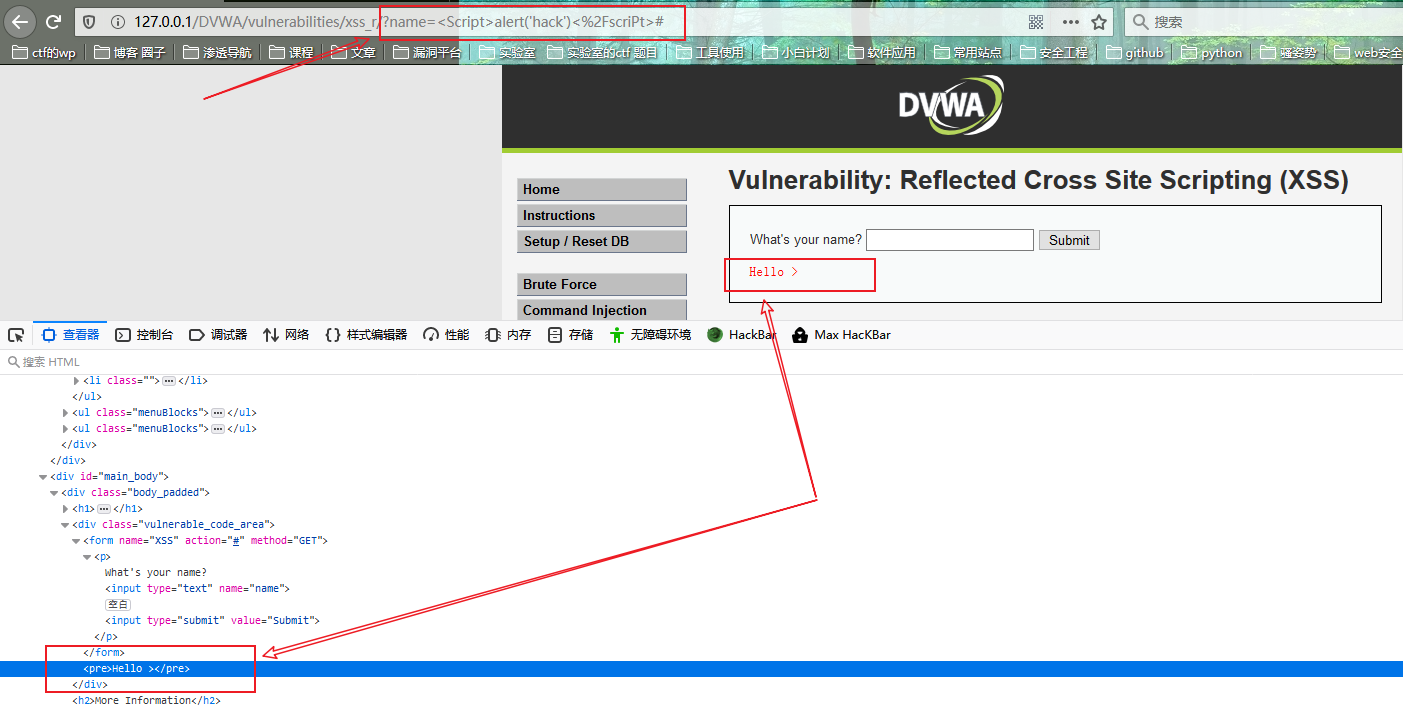 127.0.0.1/DVWA/vulnerabilities/xss_r/?name=<Script>alert('hack')<%2FscriPt>#
搜索
ctf的wp 博客 圈子 渗透导航 课程 文章 漏洞平台 实验室 实验室的ctf 题目 工具使用 小白计划 软件应用 常用站点 安全工程 github python 骚姿势 web安全
DVWA
Vulnerability: Reflected Cross Site Scripting (XSS)
Home
Instructions
Setup / Reset DB
Brute Force
Command Injection
What's your name? Submit
Hello >
查看器 控制台 调试器 网络 {} 样式编辑器 性能 内存 存储 无障碍环境 HackBar Max HacKBar
搜索 HTML
<li class="">…</li>
</ul>
<ul class="menuBlocks">…</ul>
<ul class="menuBlocks">…</ul>
</div>
</div>
<div id="main_body">
<div class="body_padded">
<h1>…</h1>
<div class="vulnerable_code_area">
<form name="XSS" action="#" method="GET">
<p>
What's your name?
<input type="text" name="name">
空白
<input type="submit" value="Submit">
</p>
</form>
<pre>Hello ></pre>
</div>
<h2>More Information</h2>